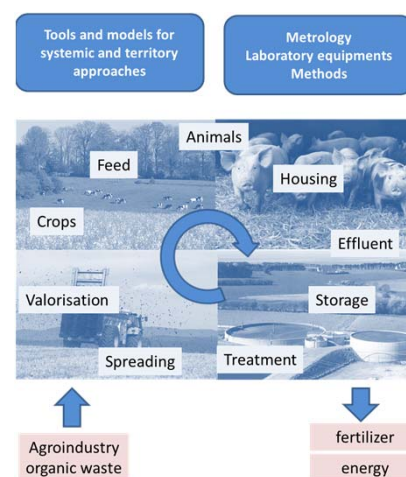 Tools and models for
systemic and territory
approaches
Metrology
Laboratory equipments
Methods
Animals
Feed
Housing
Crops
Effluent
Valorisation
Storage
Spreading
Treatment
Agroindustry
organic waste
fertilizer
energy